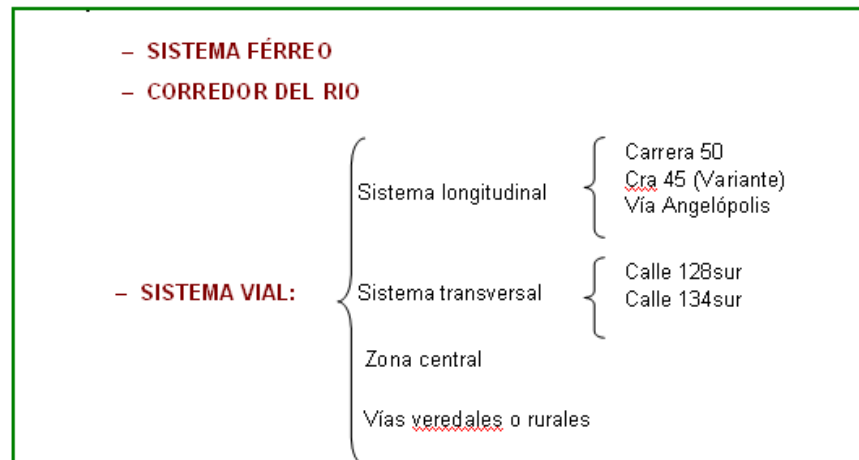 – SISTEMA FÉRREO
– CORREDOR DEL RIO
Carrera 50
Sistema longitudinal
Cra 45 (Variante)
Vía Angelópolis
– SISTEMA VIAL:
Sistema transversal
Calle 128sur
Calle 134sur
Zona central
Vías veredales o rurales